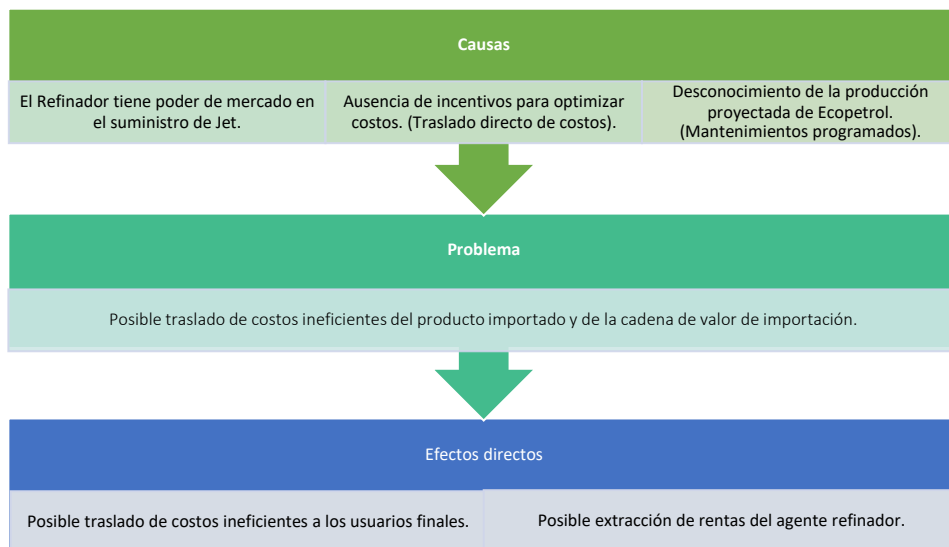 Causas
El Refinador tiene poder de mercado en
el suministro de Jet.
Ausencia de incentivos para optimizar
costos. (Traslado directo de costos).
Desconocimiento de la producción
proyectada de Ecopetrol.
(Mantenimientos programados).
Problema
Posible traslado de costos ineficientes del producto importado y de la cadena de valor de importación.
Efectos directos
Posible traslado de costos ineficientes a los usuarios finales.
Posible extracción de rentas del agente refinador.